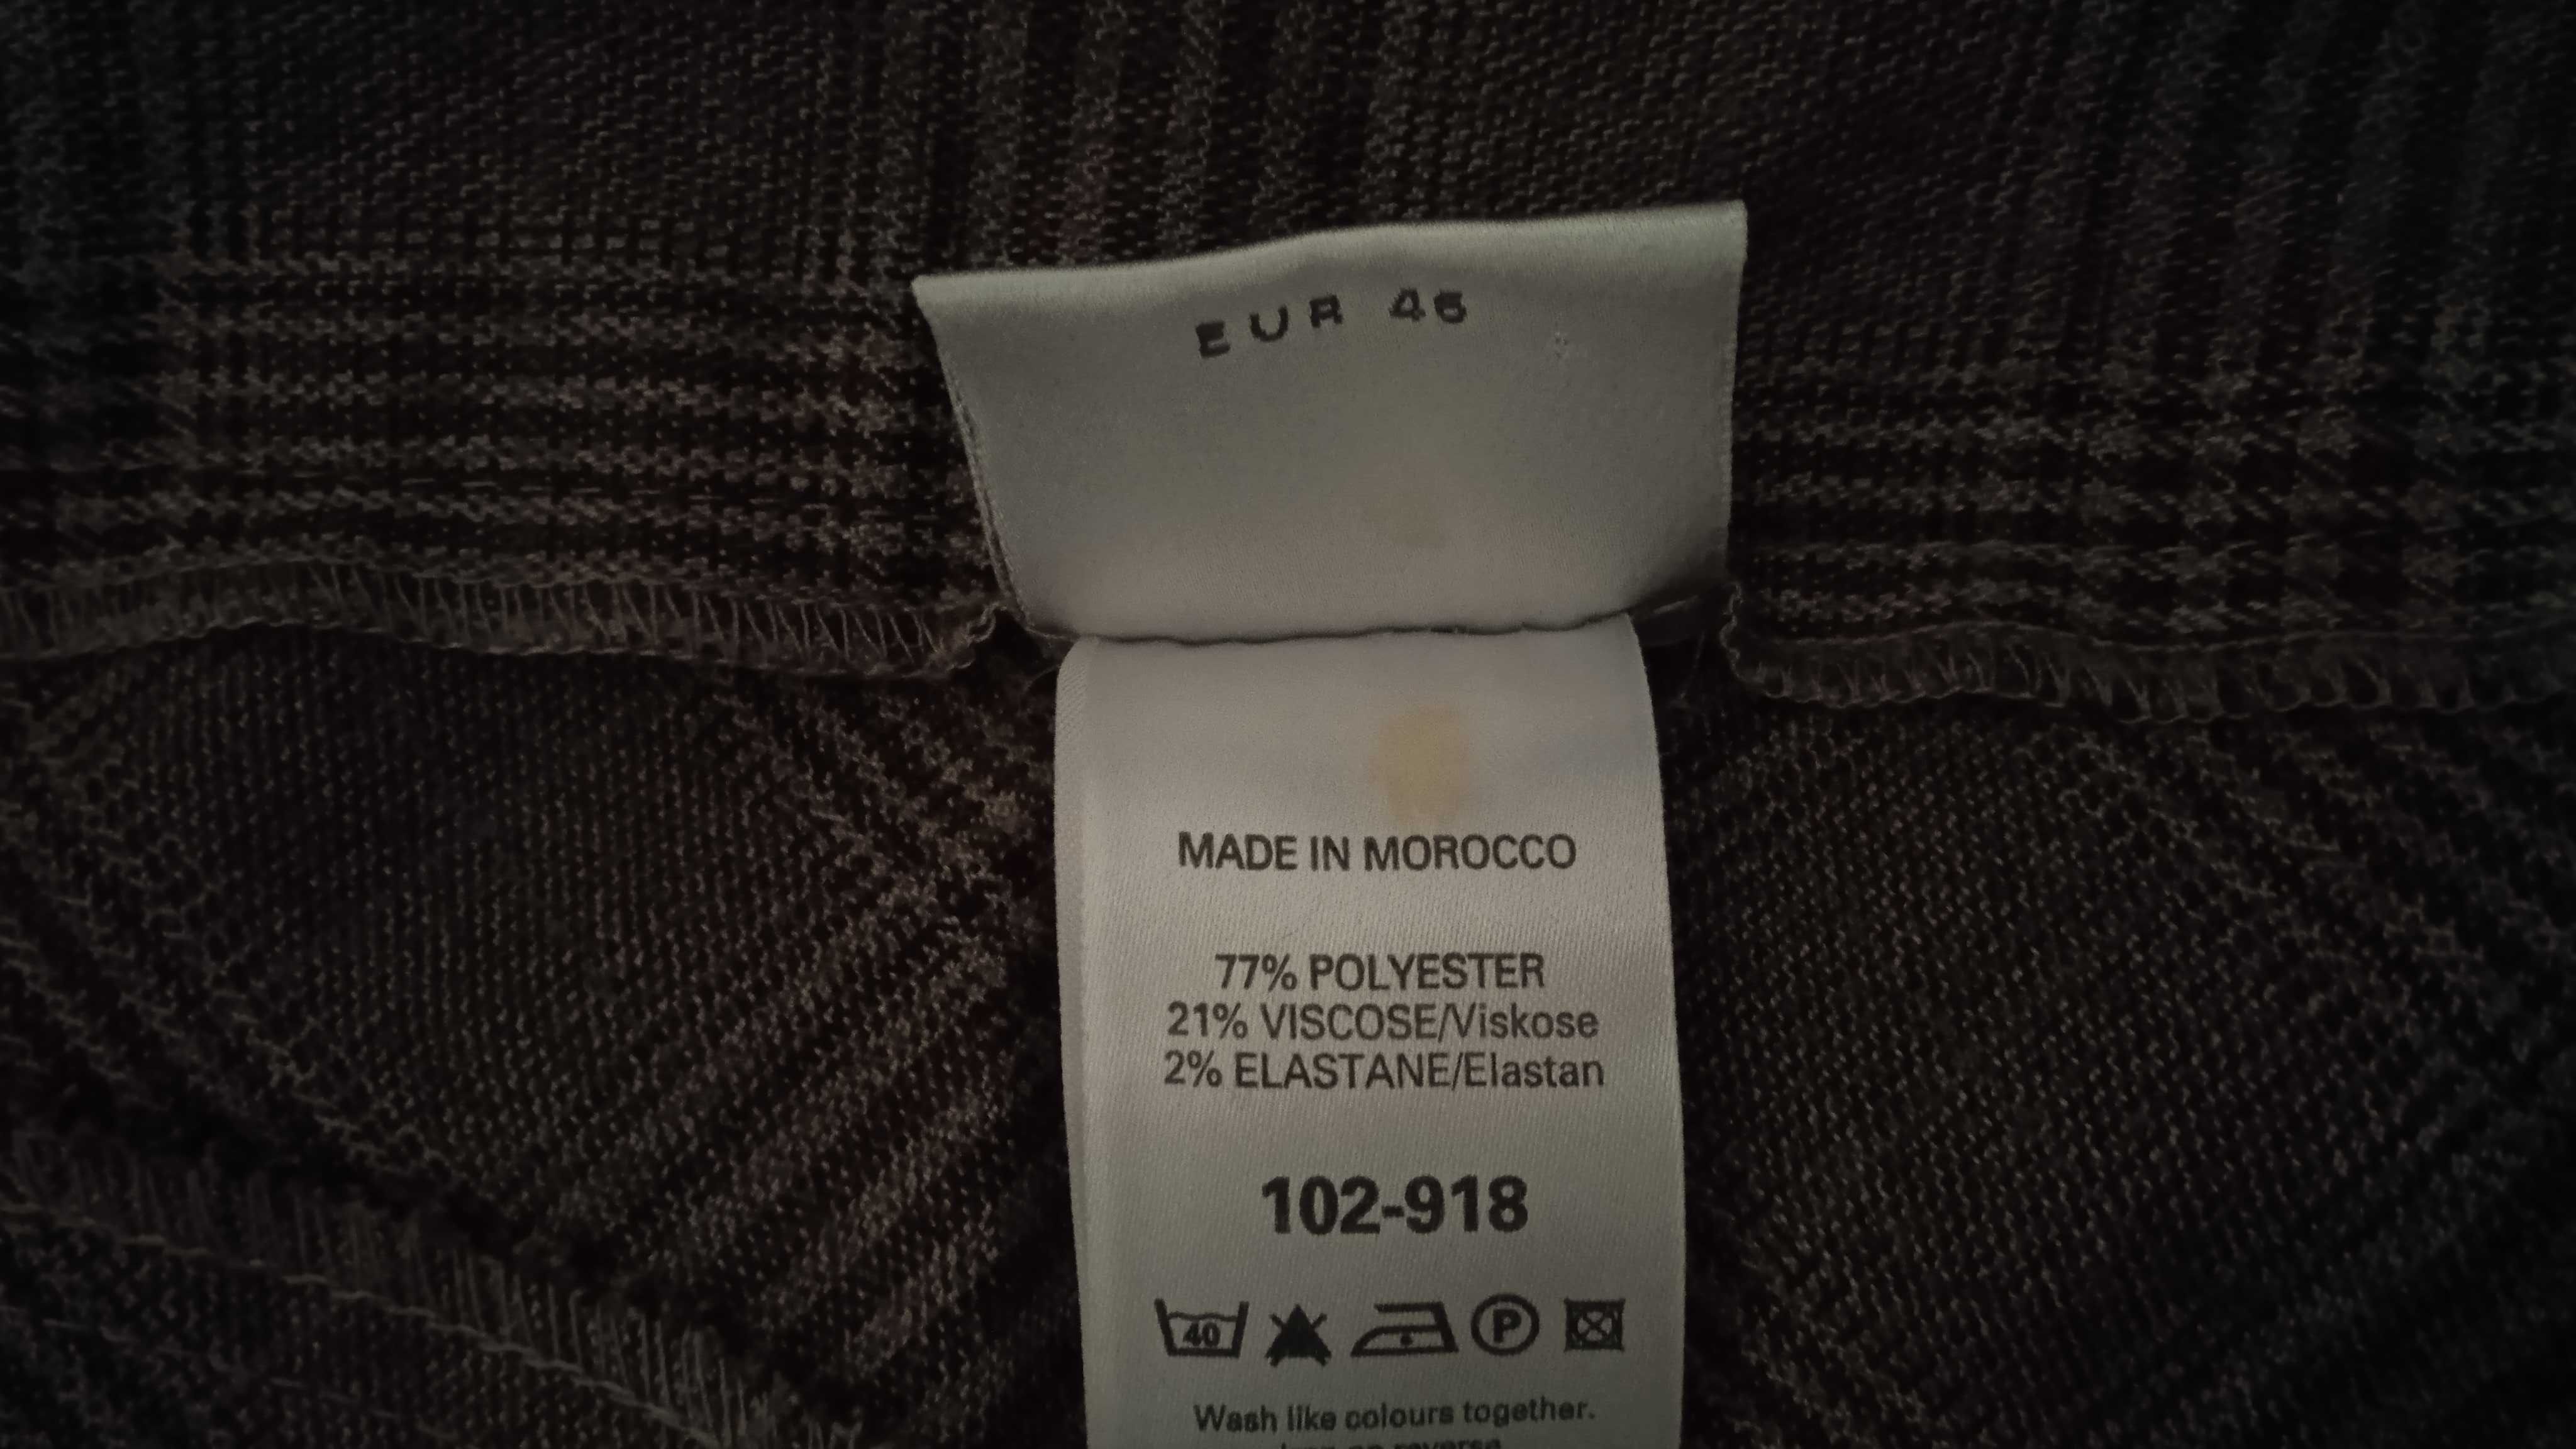 EUR 46
MADE IN MOROCCO
77% POLYESTER
21% VISCOSE/Viskose
2% ELASTANE/Elastan
102-918
40 P
Wash like colours together.